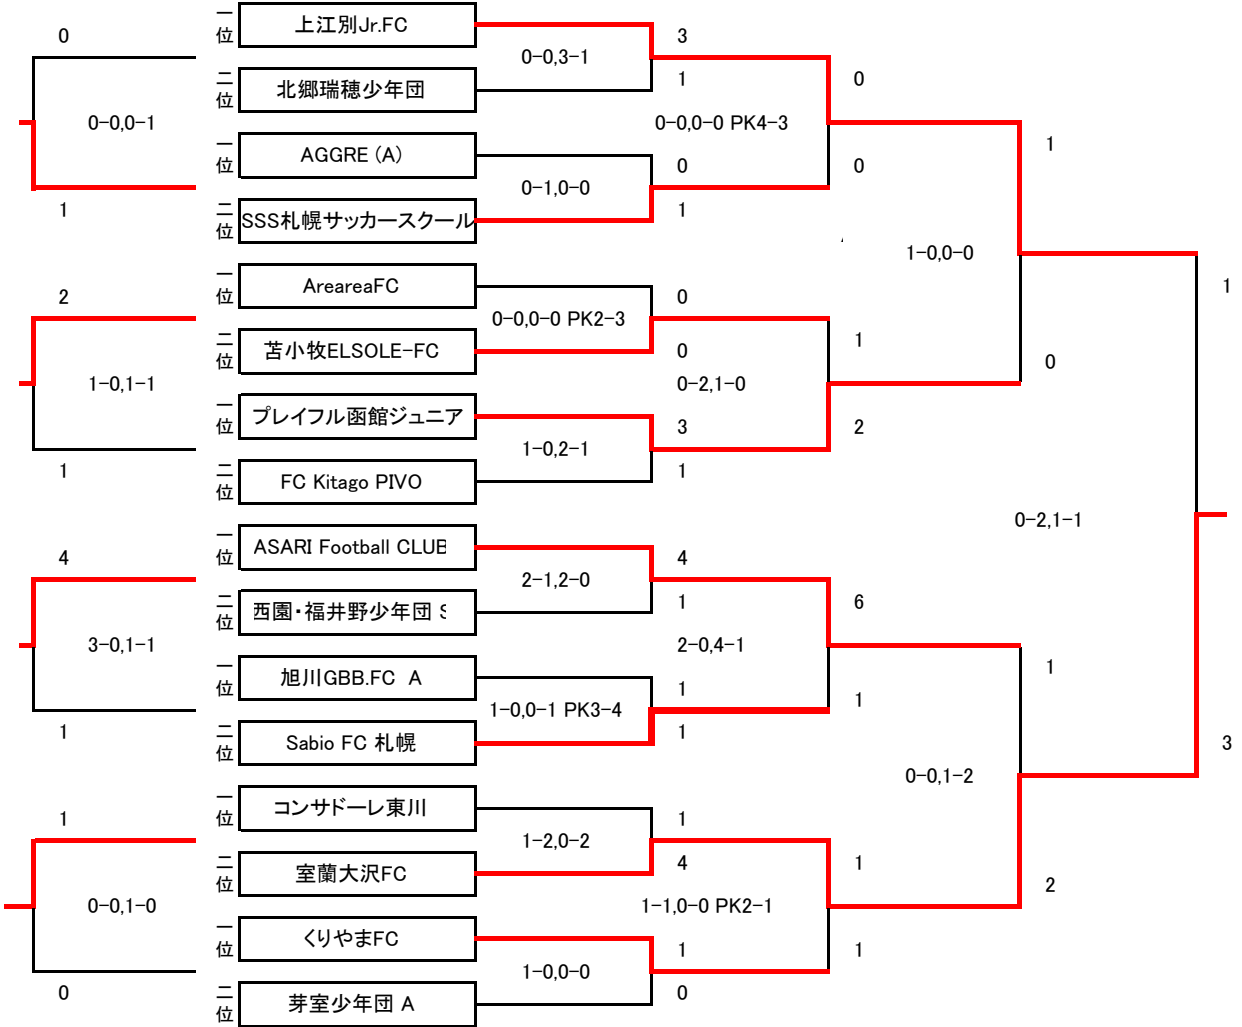 0
一位 上江別Jr.FC
3
0-0,3-1
二位 北郷瑞穂少年団
1
0
0-0,0-1
0-0,0-0 PK4-3
1
一位 AGGRE (A)
0
0
0-1,0-0
1
二位 SSS札幌サッカースクール
1
1-0,0-0
一位 AreareaFC
1
2
0
0-0,0-0 PK2-3
1
二位 苫小牧ELSOLE-FC
0
0
1-0,1-1
0-2,1-0
一位 プレイフル函館ジュニア
3
2
1-0,2-1
1
1
二位 FC Kitago PIVO
0-2,1-1
一位 ASARI Football CLUB
4
4
2-1,2-0
1
6
二位 西園・福井野少年団
3-0,1-1
2-0,4-1
1
一位 旭川GBB.FC A
1
1
1-0,0-1 PK3-4
1
1
二位 Sabio FC 札幌
3
0-0,1-2
一位 コンサドーレ東川
1
1
1-2,0-2
4
1
二位 室蘭大沢FC
2
0-0,1-0
1-1,0-0 PK2-1
一位 くりやまFC
1
1
1-0,0-0
0
0
二位 芽室少年団 A